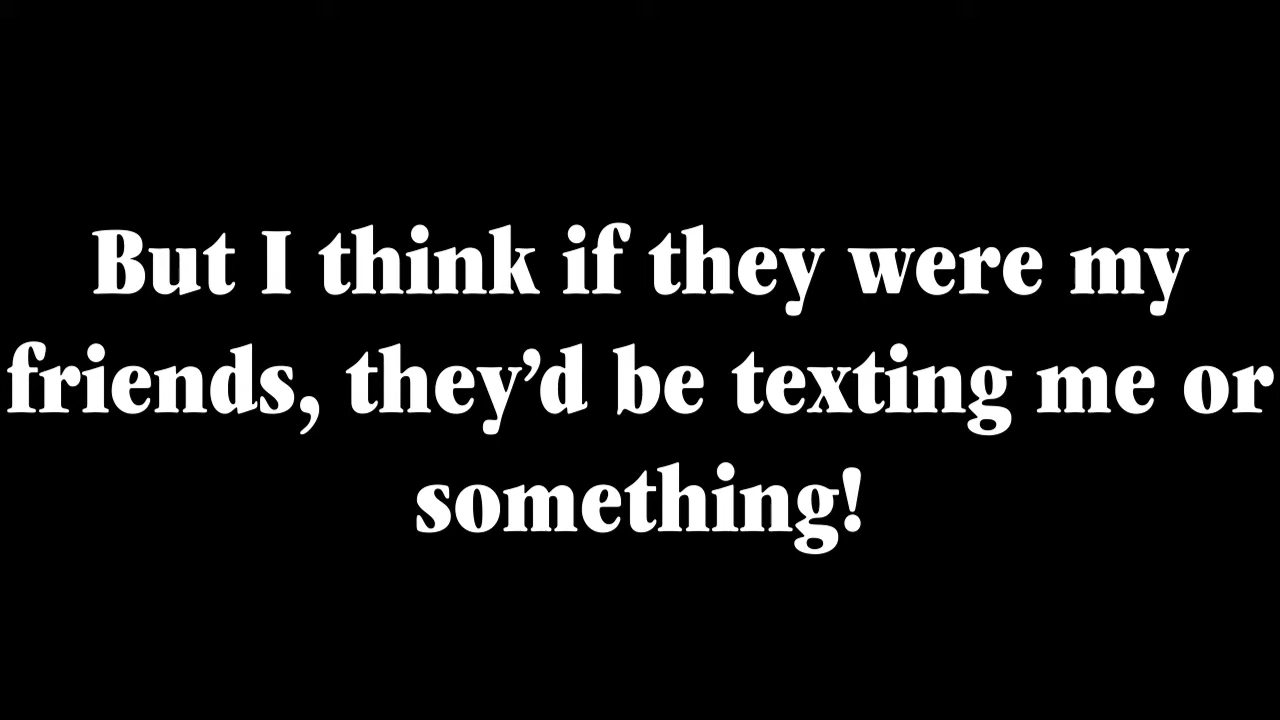 But I think if they were my
friends, they’d be texting me or
something!